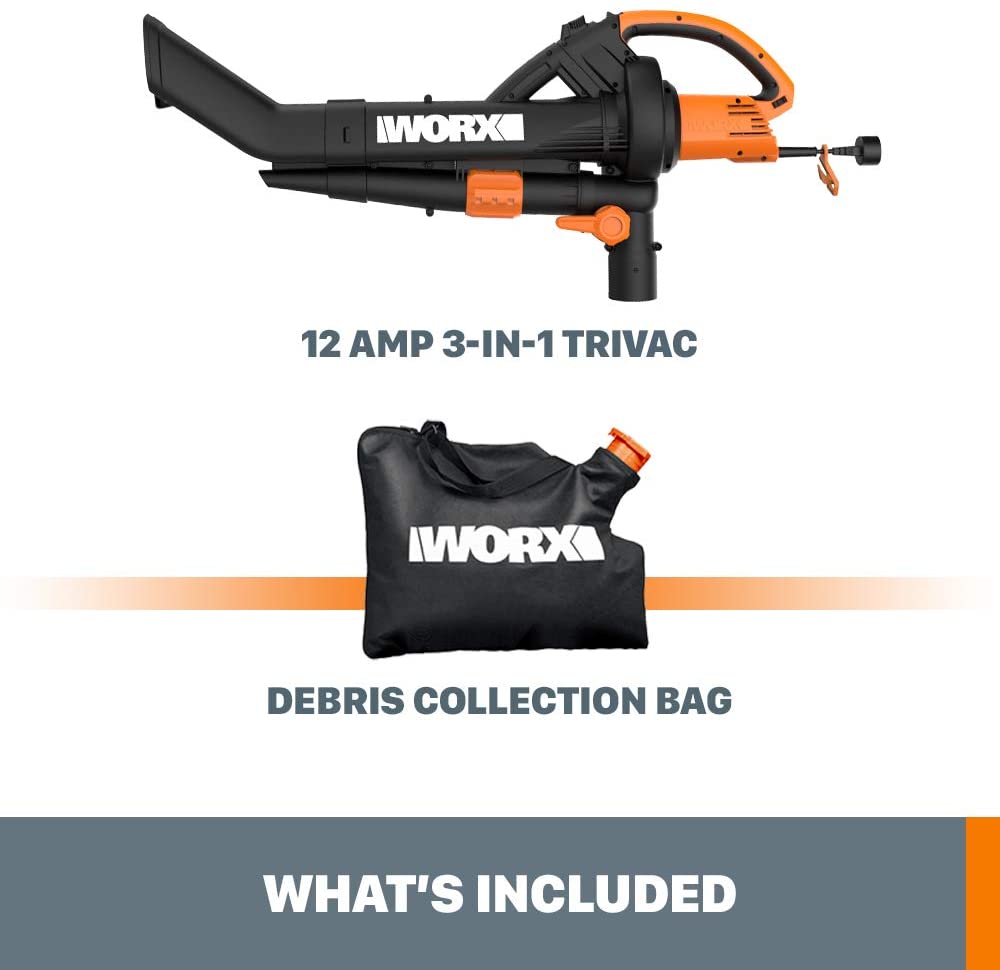 WORX
12 AMP 3-IN-1 TRIVAC
WORX
DEBRIS COLLECTION BAG
WHAT'S INCLUDED